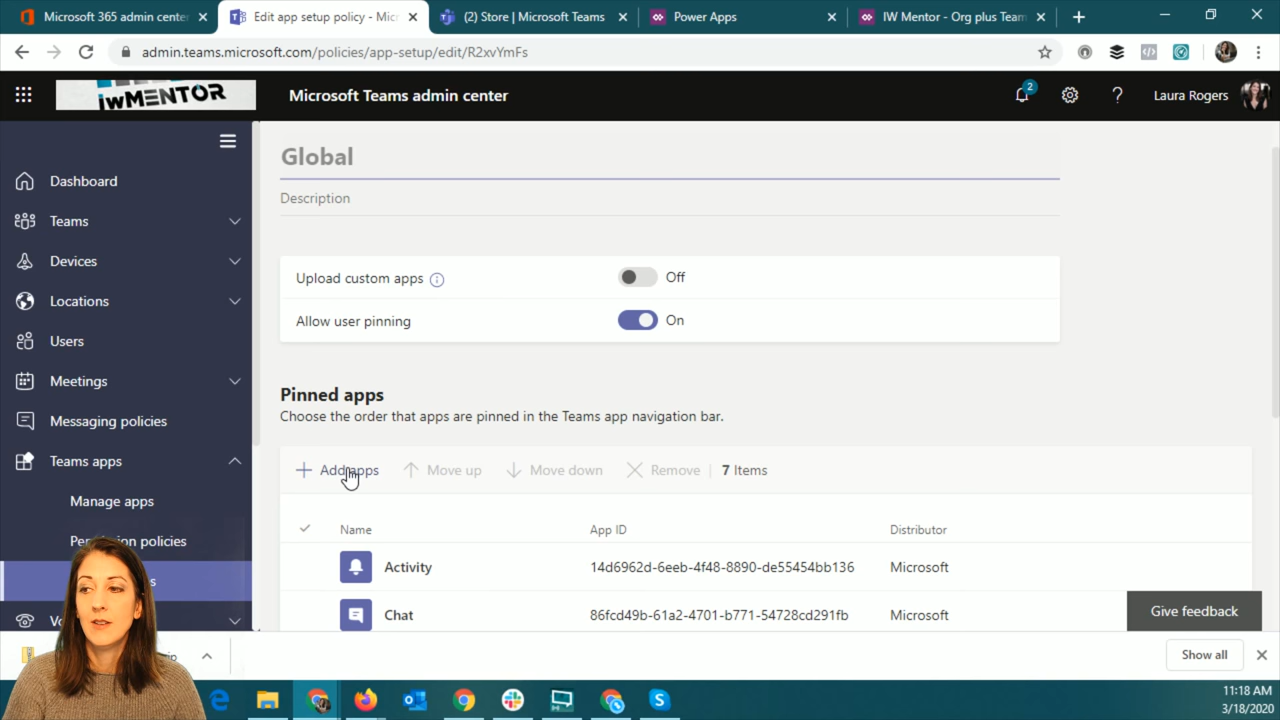 Microsoft 365 admin center
Edit app setup policy - Mic
(2) Store | Microsoft Teams
Power Apps
IW Mentor - Org plus Team
admin.teams.microsoft.com/policies/app-setup/edit/R2xvYmFs
iwMENTOR
Microsoft Teams admin center
2
Laura Rogers
Dashboard
Teams
Devices
Locations
Users
Meetings
Messaging policies
Teams apps
Manage apps
Permission policies
Global
Description
Upload custom apps
Off
Allow user pinning
On
Pinned apps
Choose the order that apps are pinned in the Teams app navigation bar.
Add apps
Move up
Move down
Remove
7 Items
Name
App ID
Distributor
Activity
14d6962d-6eeb-4f48-8890-de55454bb136
Microsoft
Chat
86fcd49b-61a2-4701-b771-54728cd291fb
Microsoft
Give feedback
Show all
11:18 AM
3/18/2020